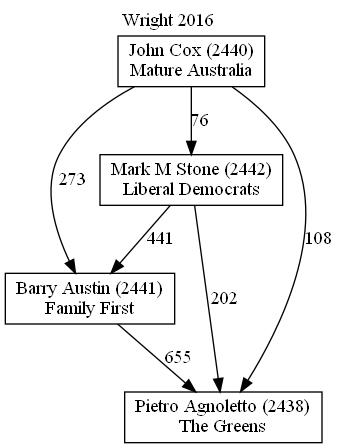 Wright 2016
John Cox (2440)
Mature Australia
76
Mark M Stone (2442)
Liberal Democrats
273
441
108
Barry Austin (2441)
Family First
202
655
Pietro Agnoletto (2438)
The Greens